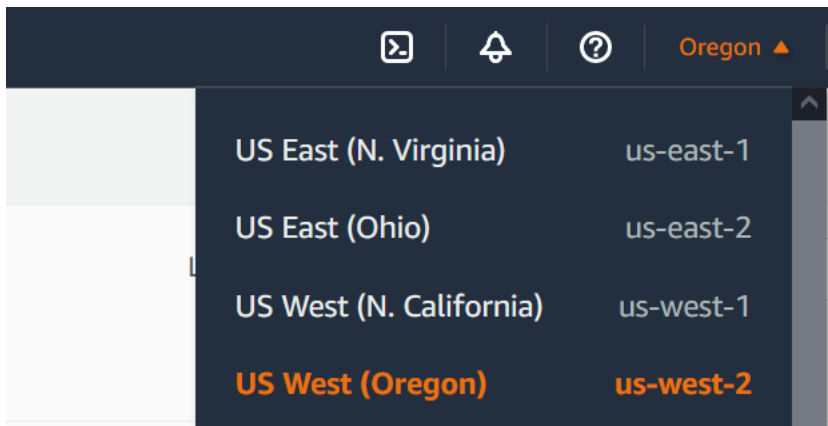 Oregon ▲
US East (N. Virginia) us-east-1
US East (Ohio) us-east-2
US West (N. California) us-west-1
US West (Oregon) us-west-2